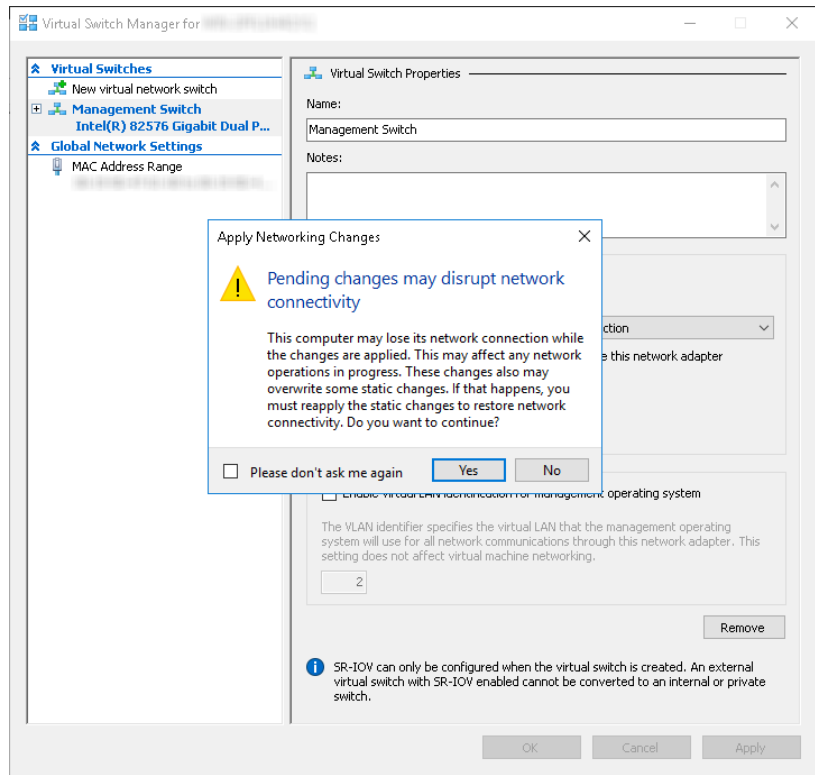 Virtual Switch Manager for
Virtual Switches
New virtual network switch
Management Switch
Intel(R) 82576 Gigabit Dual P...
Global Network Settings
MAC Address Range
Virtual Switch Properties
Name:
Management Switch
Notes:
Apply Networking Changes
Pending changes may disrupt network
connectivity
This computer may lose its network connection while
the changes are applied. This may affect any network
operations in progress. These changes also may
overwrite some static changes. If that happens, you
must reapply the static changes to restore network
connectivity. Do you want to continue?
Please don't ask me again
Yes
No
ction
e this network adapter
Enable virtual LAN identification for management operating system
The VLAN identifier specifies the virtual LAN that the management operating
system will use for all network communications through this network adapter. This
setting does not affect virtual machine networking.
2
Remove
SR-IOV can only be configured when the virtual switch is created. An external
virtual switch with SR-IOV enabled cannot be converted to an internal or private
switch.
OK
Cancel
Apply